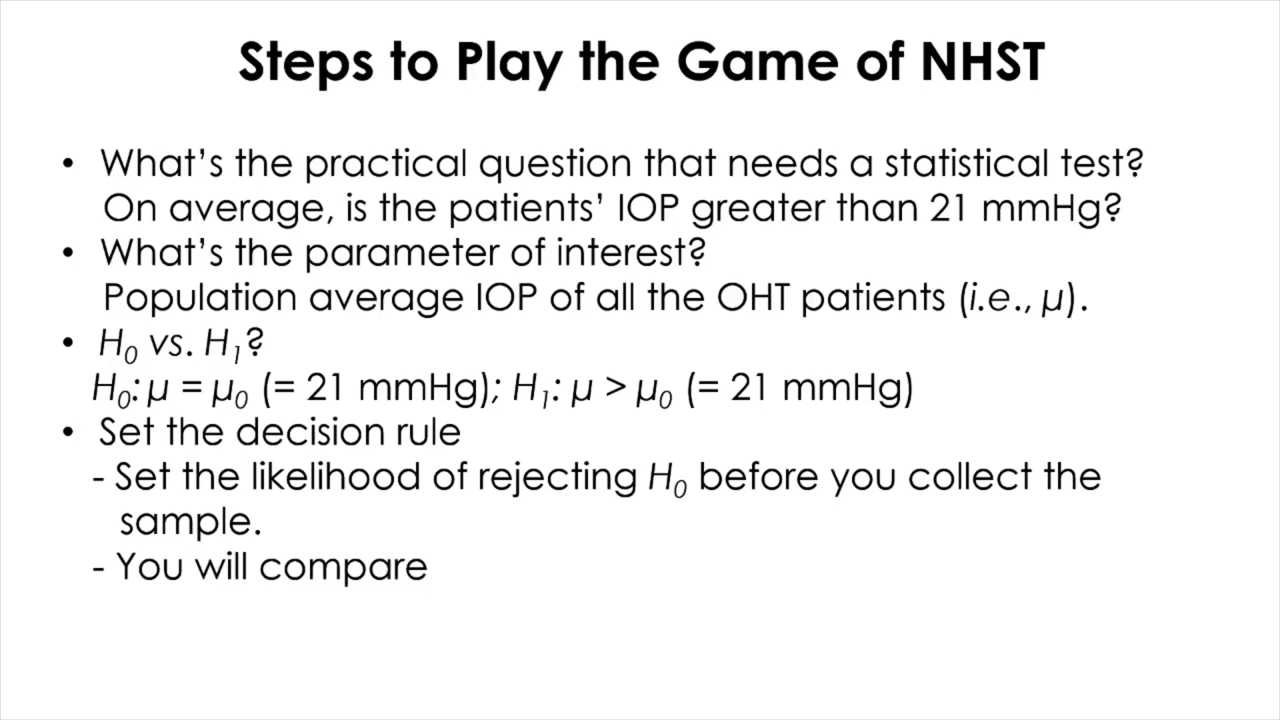 Steps to Play the Game of NHST
• What’s the practical question that needs a statistical test?
On average, is the patients’ IOP greater than 21 mmHg?
• What’s the parameter of interest?
Population average IOP of all the OHT patients (i.e., μ).
• H₀ vs. H₁?
H₀: μ = μ₀ (= 21 mmHg); H₁: μ > μ₀ (= 21 mmHg)
• Set the decision rule
- Set the likelihood of rejecting H₀ before you collect the
sample.
- You will compare